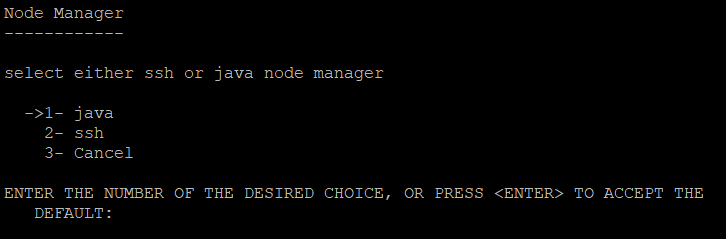 Node Manager
------------
select either ssh or java node manager
->1- java
2- ssh
3- Cancel
ENTER THE NUMBER OF THE DESIRED CHOICE, OR PRESS <ENTER> TO ACCEPT THE
DEFAULT: